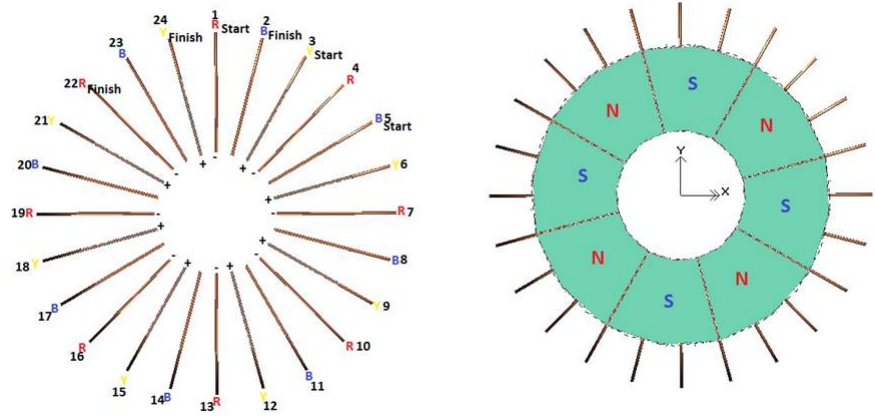 1
R Start
2
B Finish
3
Y Start
4
R
B 5
Start
Y 6
R 7
B 8
Y 9
R 10
B
11
Y
12
13 R
14 B
Y
15
R
16
B
17
Y
18
19 R
20 B
21 Y
22 R Finish
23
B
24
Y Finish
+ - + - + - + - + - + - + - + - + -
S
N
S
N
S
N
S
N
Y
X